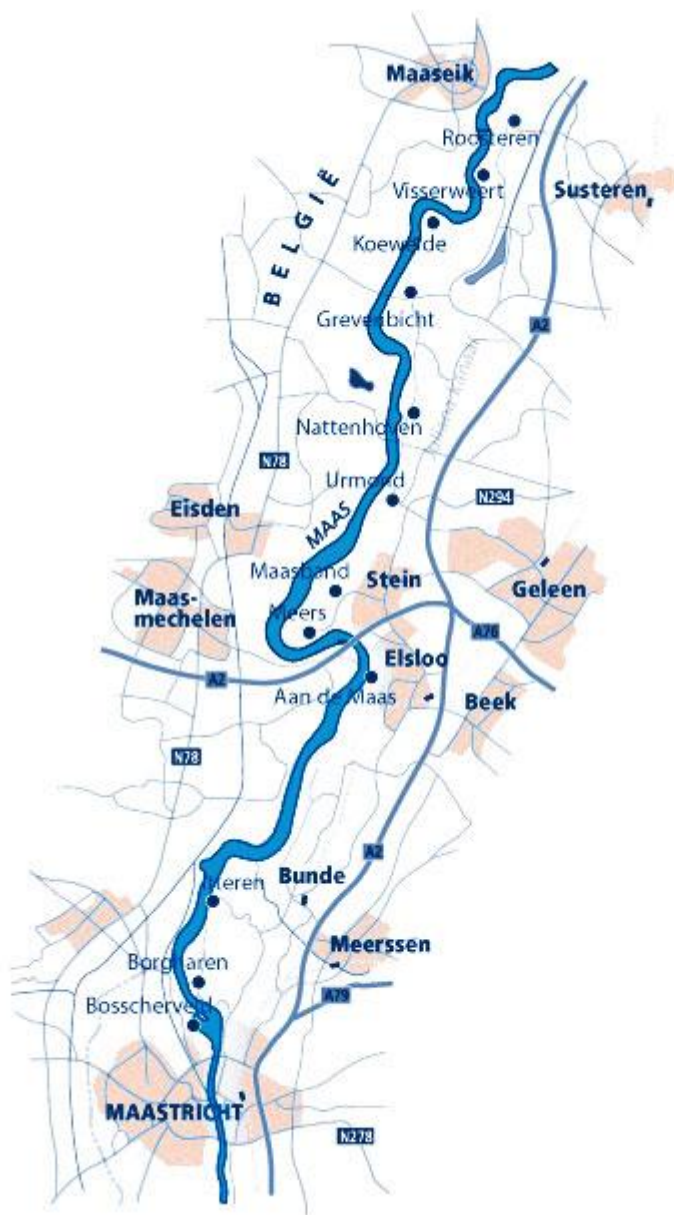 Maaseik
Roosteren
Visserweert
Susteren
Koeweide
BELGIË
Grevenbicht
A2
Nattenhoven
N78
Urmond
N294
Eisden
MAAS
Maasband
Stein
Geleen
Maas-
mechelen
Meers
A76
Elsloo
A2
Aan de Maas
Beek
N78
A2
Bunde
Itteren
Meerssen
Borgharen
A79
Bosscherveld
MAASTRICHT
N278